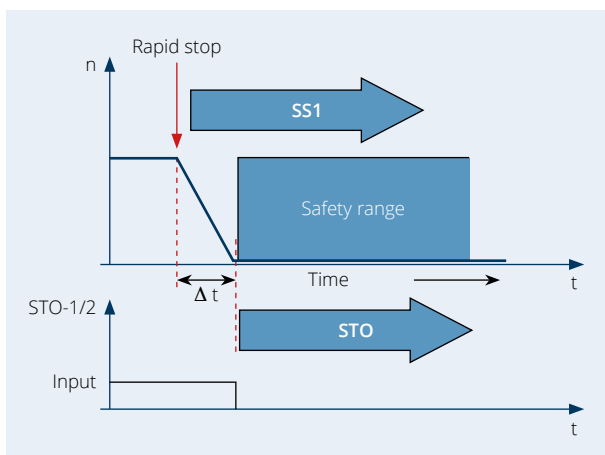 Rapid stop
n
SS1
Safety range
Δ t
Time
t
STO-1/2
STO
Input
t